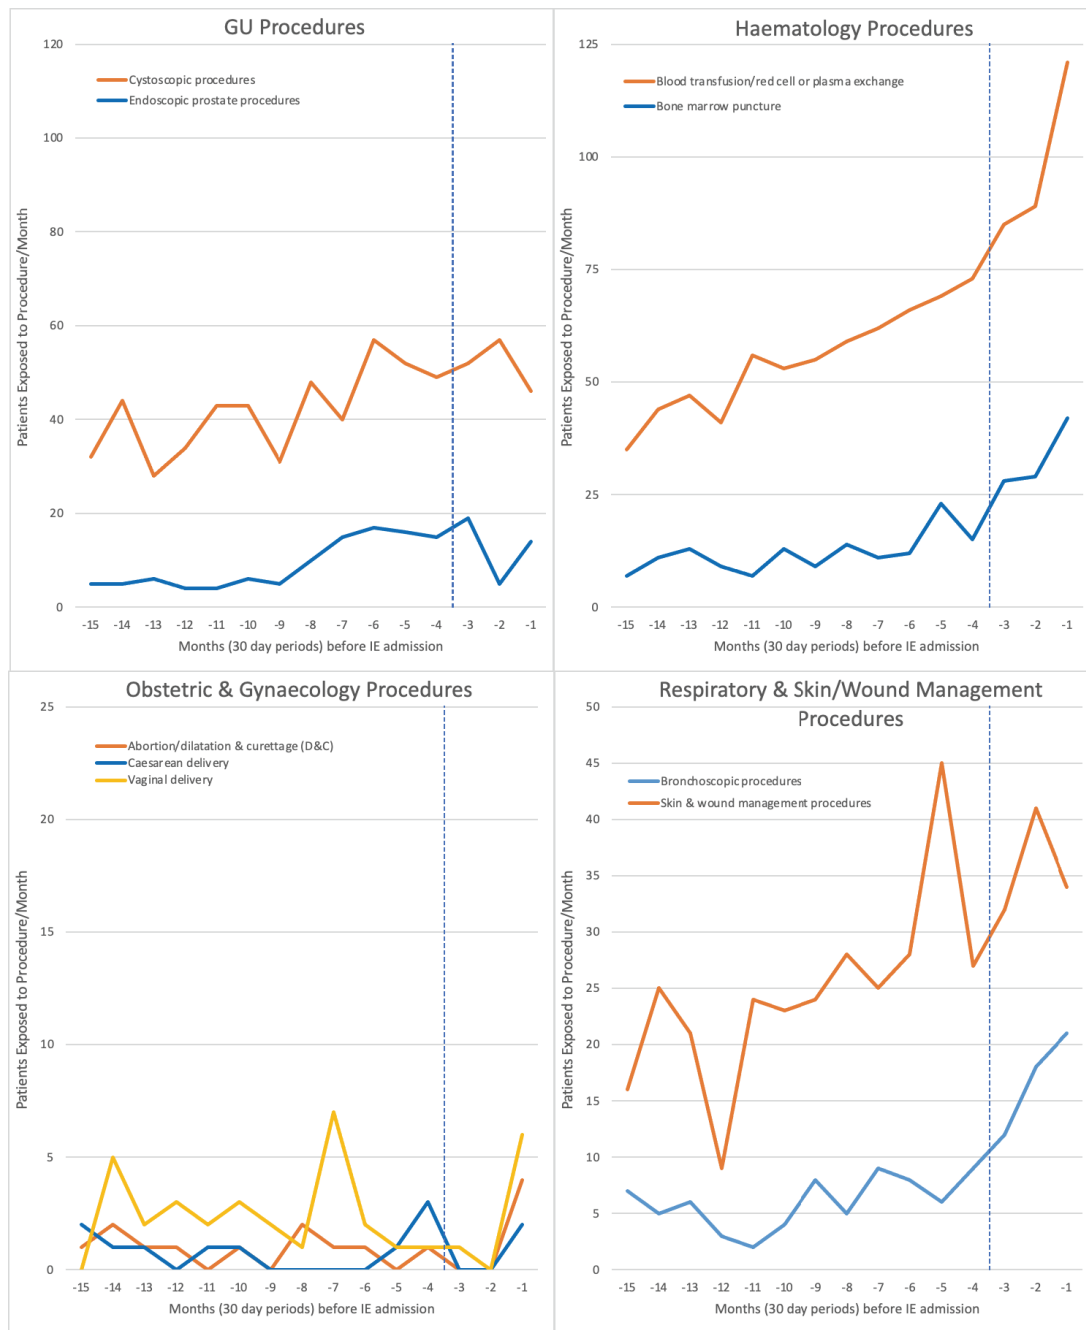 GU Procedures
120
100
80
60
40
20
0
Cystoscopic procedures
Endoscopic prostate procedures
Patients Exposed to Procedure/Month
-15 -14 -13 -12 -11 -10 -9 -8 -7 -6 -5 -4 -3 -2 -1
Months (30 day periods) before IE admission
Haematology Procedures
125
100
75
50
25
0
Blood transfusion/red cell or plasma exchange
Bone marrow puncture
Patients Exposed to Procedure/Month
-15 -14 -13 -12 -11 -10 -9 -8 -7 -6 -5 -4 -3 -2 -1
Months (30 day periods) before IE admission
Obstetric & Gynaecology Procedures
25
20
15
10
5
0
Abortion/dilatation & curettage (D&C)
Caesarean delivery
Vaginal delivery
Patients Exposed to Procedure/Month
-15 -14 -13 -12 -11 -10 -9 -8 -7 -6 -5 -4 -3 -2 -1
Months (30 day periods) before IE admission
Respiratory & Skin/Wound Management
Procedures
50
45
40
35
30
25
20
15
10
5
0
Bronchoscopic procedures
Skin & wound management procedures
Patients Exposed to Procedure/Month
-15 -14 -13 -12 -11 -10 -9 -8 -7 -6 -5 -4 -3 -2 -1
Months (30 day periods) before IE admission